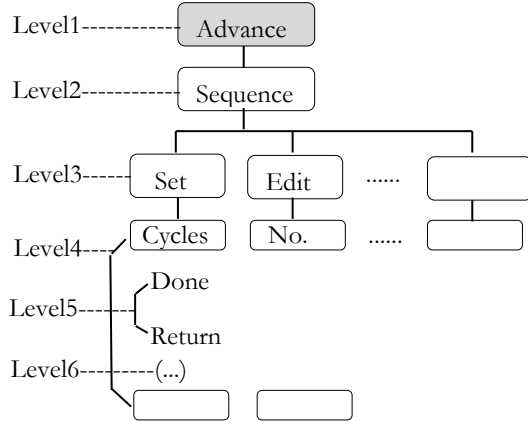 Level1 Advance
Level2 Sequence
Level3 Set Edit ......
Level4 Cycles No. ......
Done
Level5
Return
Level6 (...)